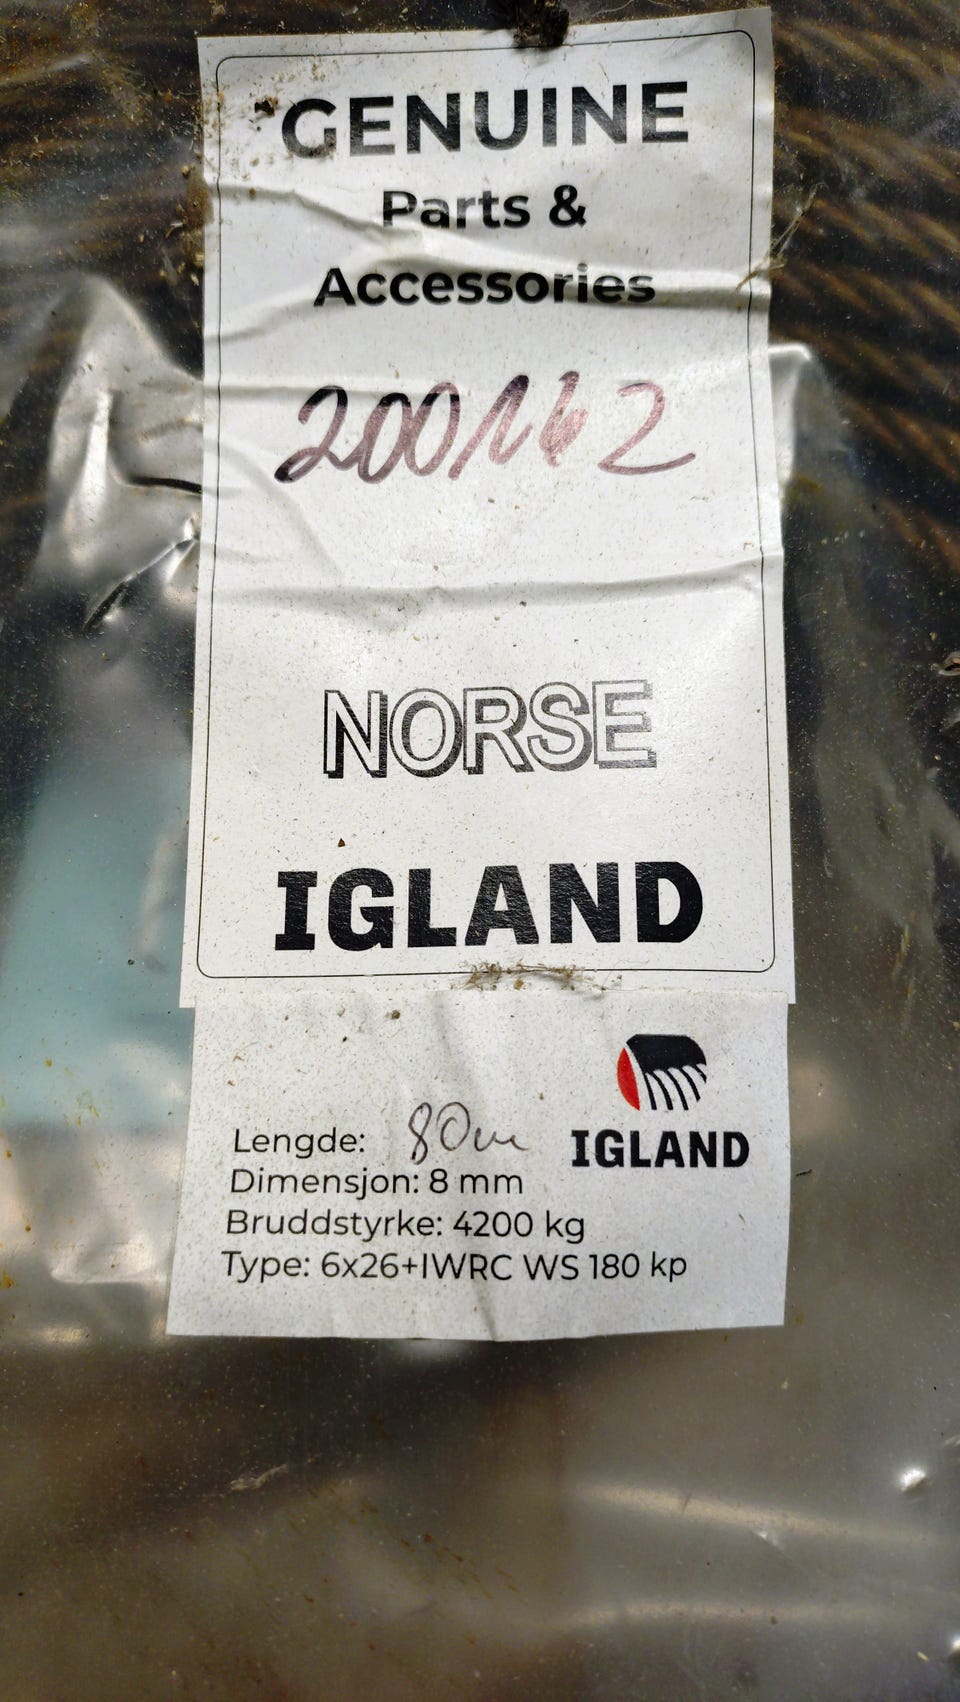 GENUINE
Parts &
Accessories
2001462
NORSE
IGLAND
IGLAND
Lengde: 80m
Dimensjon: 8 mm
Bruddstyrke: 4200 kg
Type: 6x26+IWRC WS 180 kp